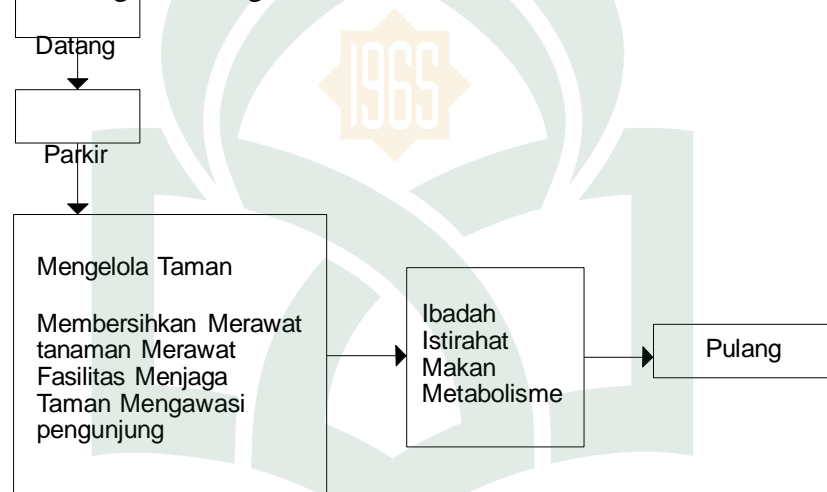 Datang
Parkir
Mengelola Taman
Membersihkan Merawat
tanaman Merawat
Fasilitas Menjaga
Taman Mengawasi
pengunjung
Ibadah
Istirahat
Makan
Metabolisme
Pulang
1965